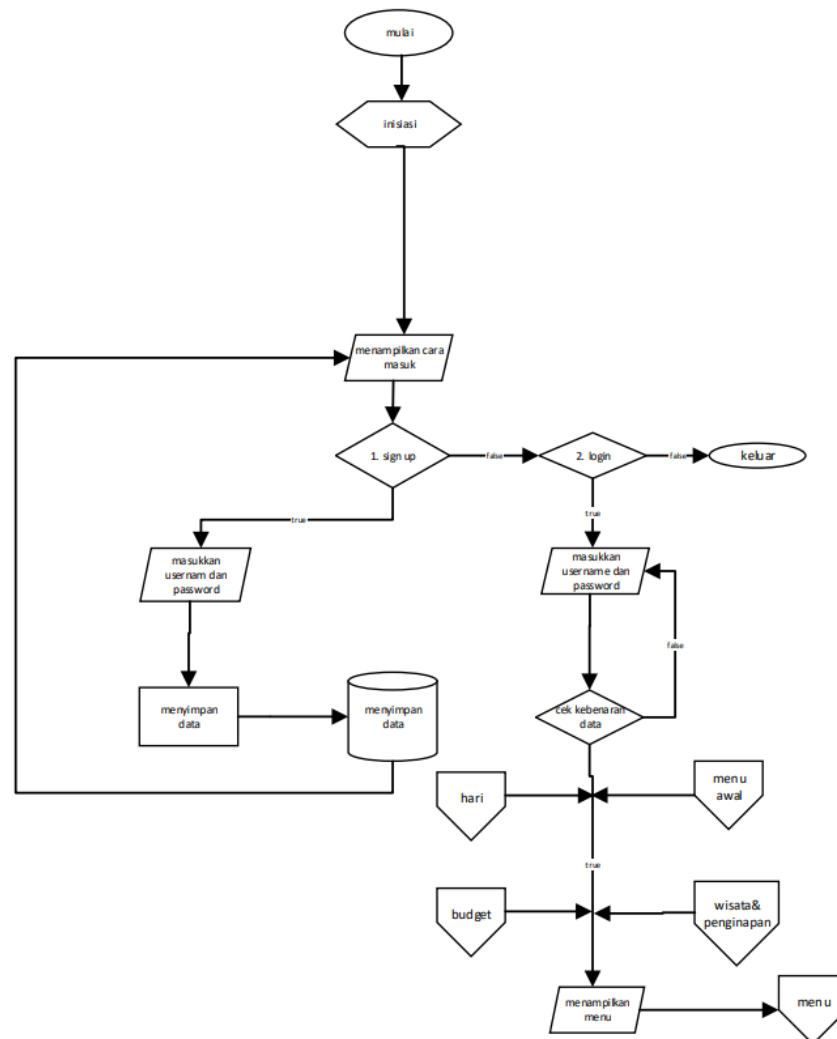 mulai
inisiasi
menampilkan cara
masuk
1. sign up
false
2. login
false
keluar
true
true
masukkan
usernam dan
password
masukkan
username dan
password
false
menyimpan
data
menyimpan
data
cek kebenaran
data
hari
menu
awal
true
budget
wisata&
penginapan
menampilkan
menu
menu